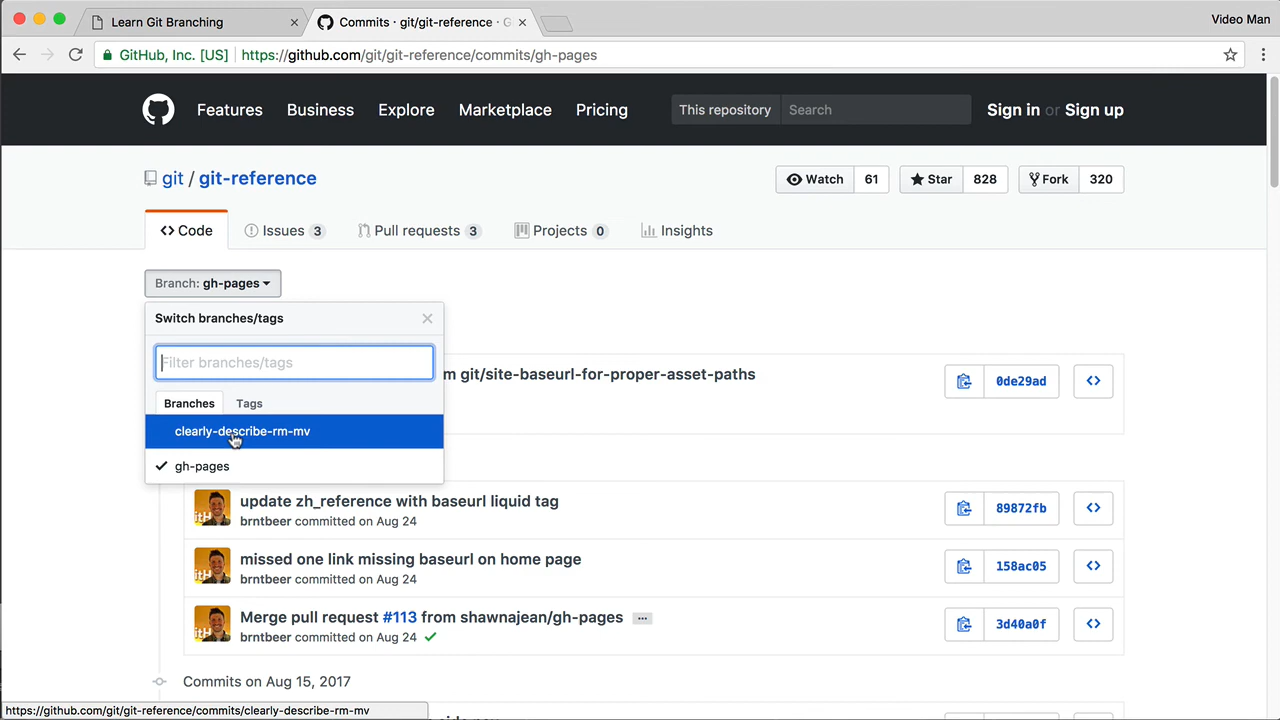 Learn Git Branching
Commits · git/git-reference ·
Video Man
GitHub, Inc. [US] https://github.com/git/git-reference/commits/gh-pages
Features Business Explore Marketplace Pricing This repository Search Sign in or Sign up
git / git-reference
Watch 61 Star 828 Fork 320
Code Issues 3 Pull requests 3 Projects 0 Insights
Branch: gh-pages
Switch branches/tags
Filter branches/tags
git/site-baseurl-for-proper-asset-paths
0de29ad
Branches Tags
clearly-describe-rm-mv
gh-pages
update zh_reference with baseurl liquid tag
brntbeer committed on Aug 24
89872fb
missed one link missing baseurl on home page
brntbeer committed on Aug 24
158ac05
Merge pull request #113 from shawnajean/gh-pages …
brntbeer committed on Aug 24
3d40a0f
Commits on Aug 15, 2017
https://github.com/git/git-reference/commits/clearly-describe-rm-mv